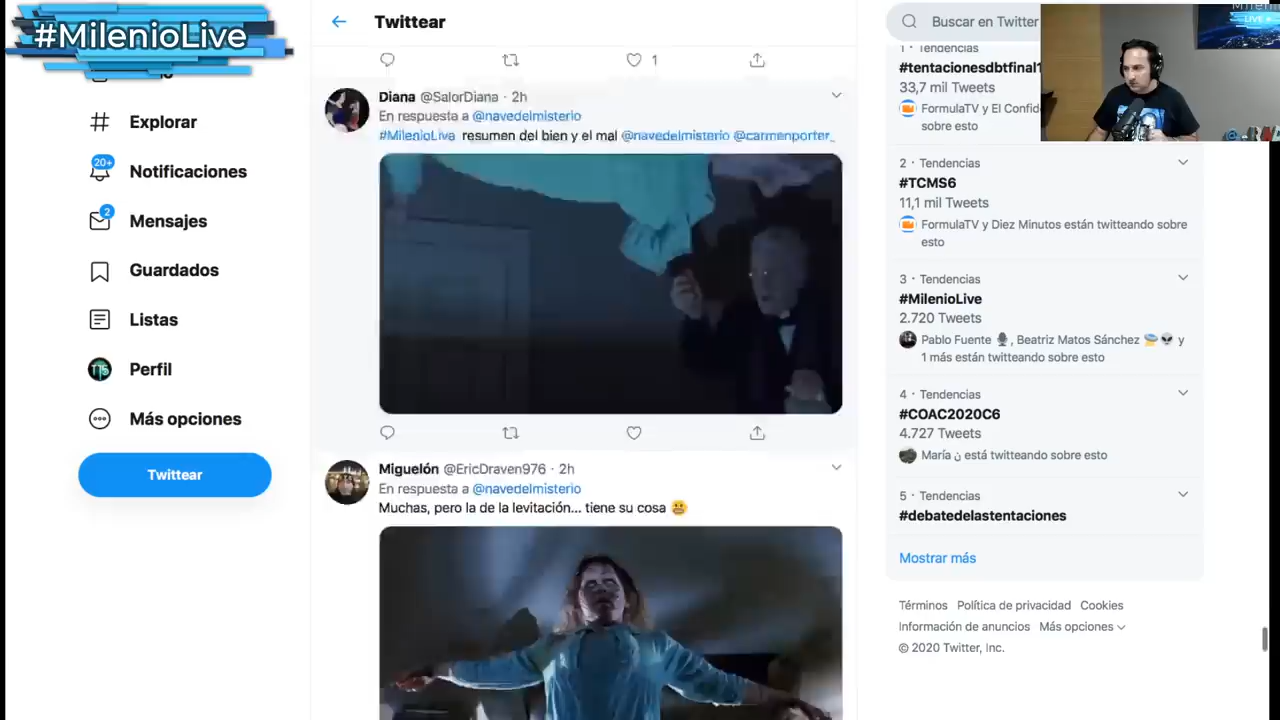 #MilenioLive
Explorar
20+
Notificaciones
2
Mensajes
Guardados
Listas
Perfil
Más opciones
Twittear
Twittear
1
Diana @SalorDiana · 2h
En respuesta a @navedelmisterio
#MilenioLiva resumen del bien y el mal @navedelmisterio @carmenporter_
Miguelón @EricDraven976 · 2h
En respuesta a @navedelmisterio
Muchas, pero la de la levitación... tiene su cosa 😬
Buscar en Twitter
1 · Tendencias
#tentacionesdbtfinal1
33,7 mil Tweets
FormulaTV y El Confid
sobre esto
2 · Tendencias
#TCMS6
11,1 mil Tweets
FormulaTV y Diez Minutos están twitteando sobre
esto
3 · Tendencias
#MilenioLive
2.720 Tweets
Pablo Fuente 🎙️, Beatriz Matos Sánchez 🛸👽 y
1 más están twitteando sobre esto
4 · Tendencias
#COAC2020C6
4.727 Tweets
María ن está twitteando sobre esto
5 · Tendencias
#debatedelastentaciones
Mostrar más
Términos Política de privacidad Cookies
Información de anuncios Más opciones
© 2020 Twitter, Inc.
LIVE